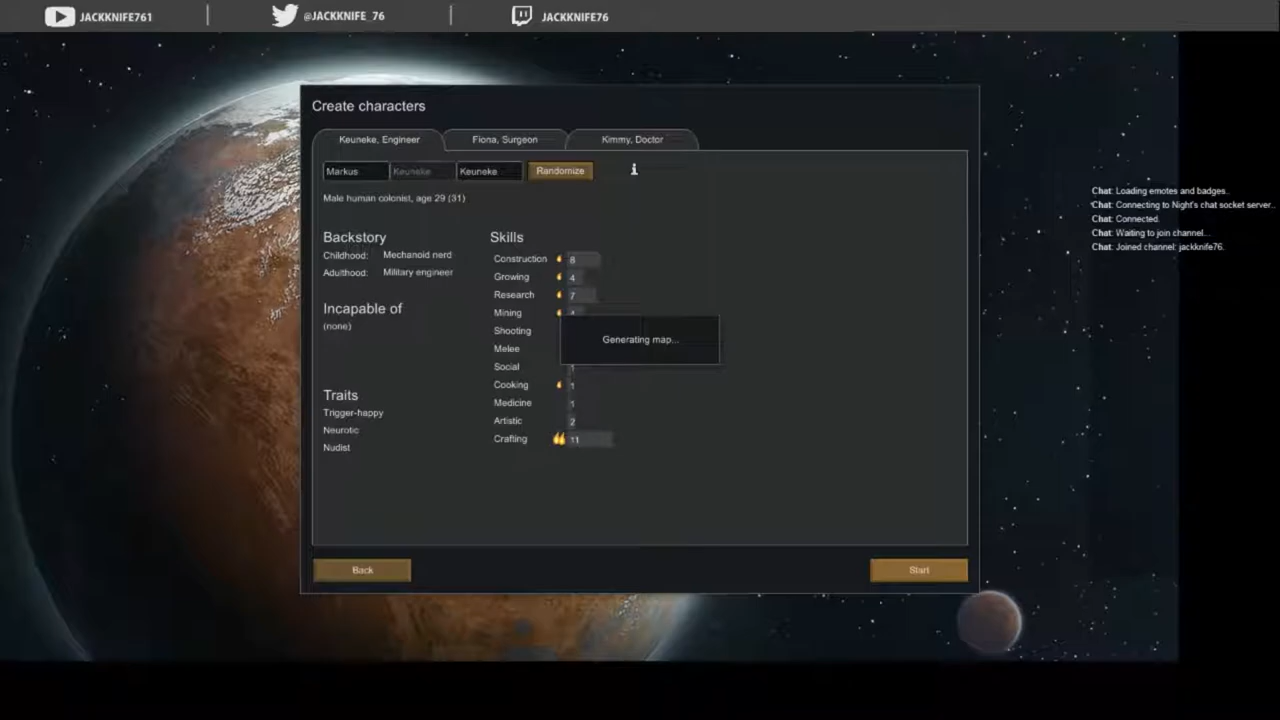 JACKKNIFE761 | @JACKKNIFE_76 | JACKKNIFE76
Create characters
Keuneke, Engineer Fiona, Surgeon Kimmy, Doctor
Markus Keuneke Keuneke Randomize
Male human colonist, age 29 (31)
Backstory
Childhood: Mechanoid nerd
Adulthood: Military engineer
Incapable of
(none)
Traits
Trigger-happy
Neurotic
Nudist
Skills
Construction 8
Growing 4
Research 7
Mining
Shooting
Melee
Social
Cooking 1
Medicine 1
Artistic 2
Crafting 11
Generating map...
Back Start
Chat: Loading emotes and badges..
Chat: Connecting to Night's chat socket server..
Chat: Connected.
Chat: Waiting to join channel...
Chat: Joined channel: jackknife76.